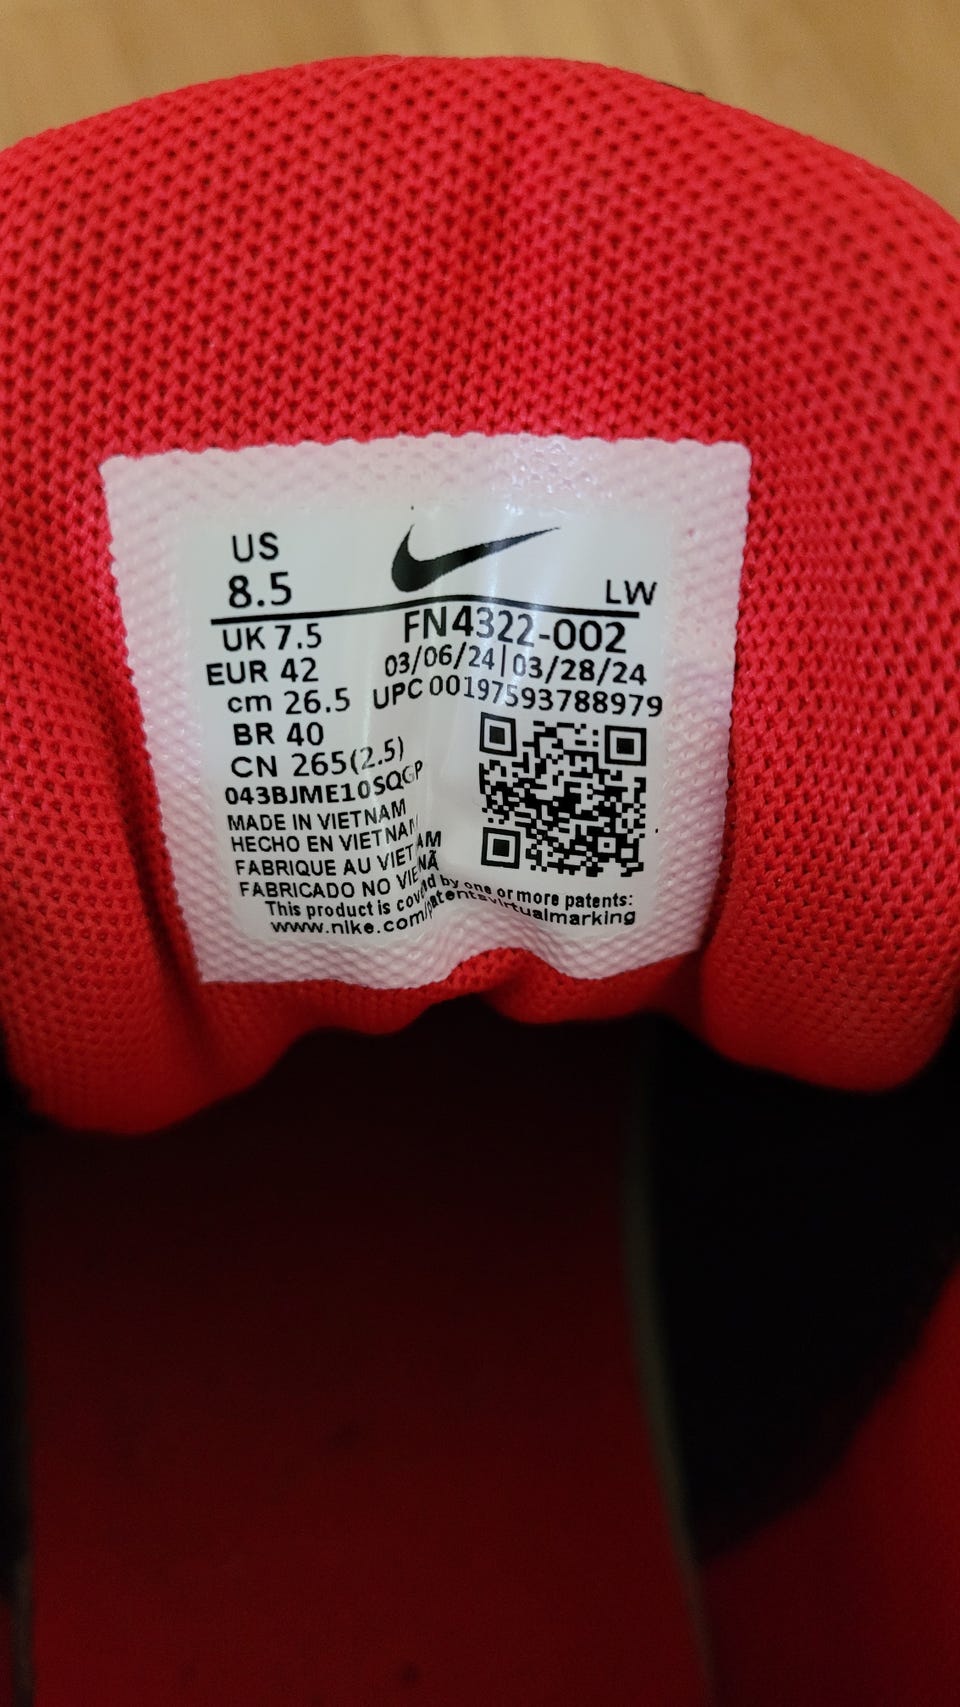 US
8.5
LW
UK 7.5
FN4322-002
EUR 42
03/06/24|03/28/24
cm 26.5
UPC 00197593788979
BR 40
CN 265(2.5)
043BJME10SQGP
MADE IN VIETNAM
HECHO EN VIETNAM
FABRIQUE AU VIETNAM
FABRICADO NO VIETNÃ
This product is covered by one or more patents:
www.nike.com/patentsvirtualmarking